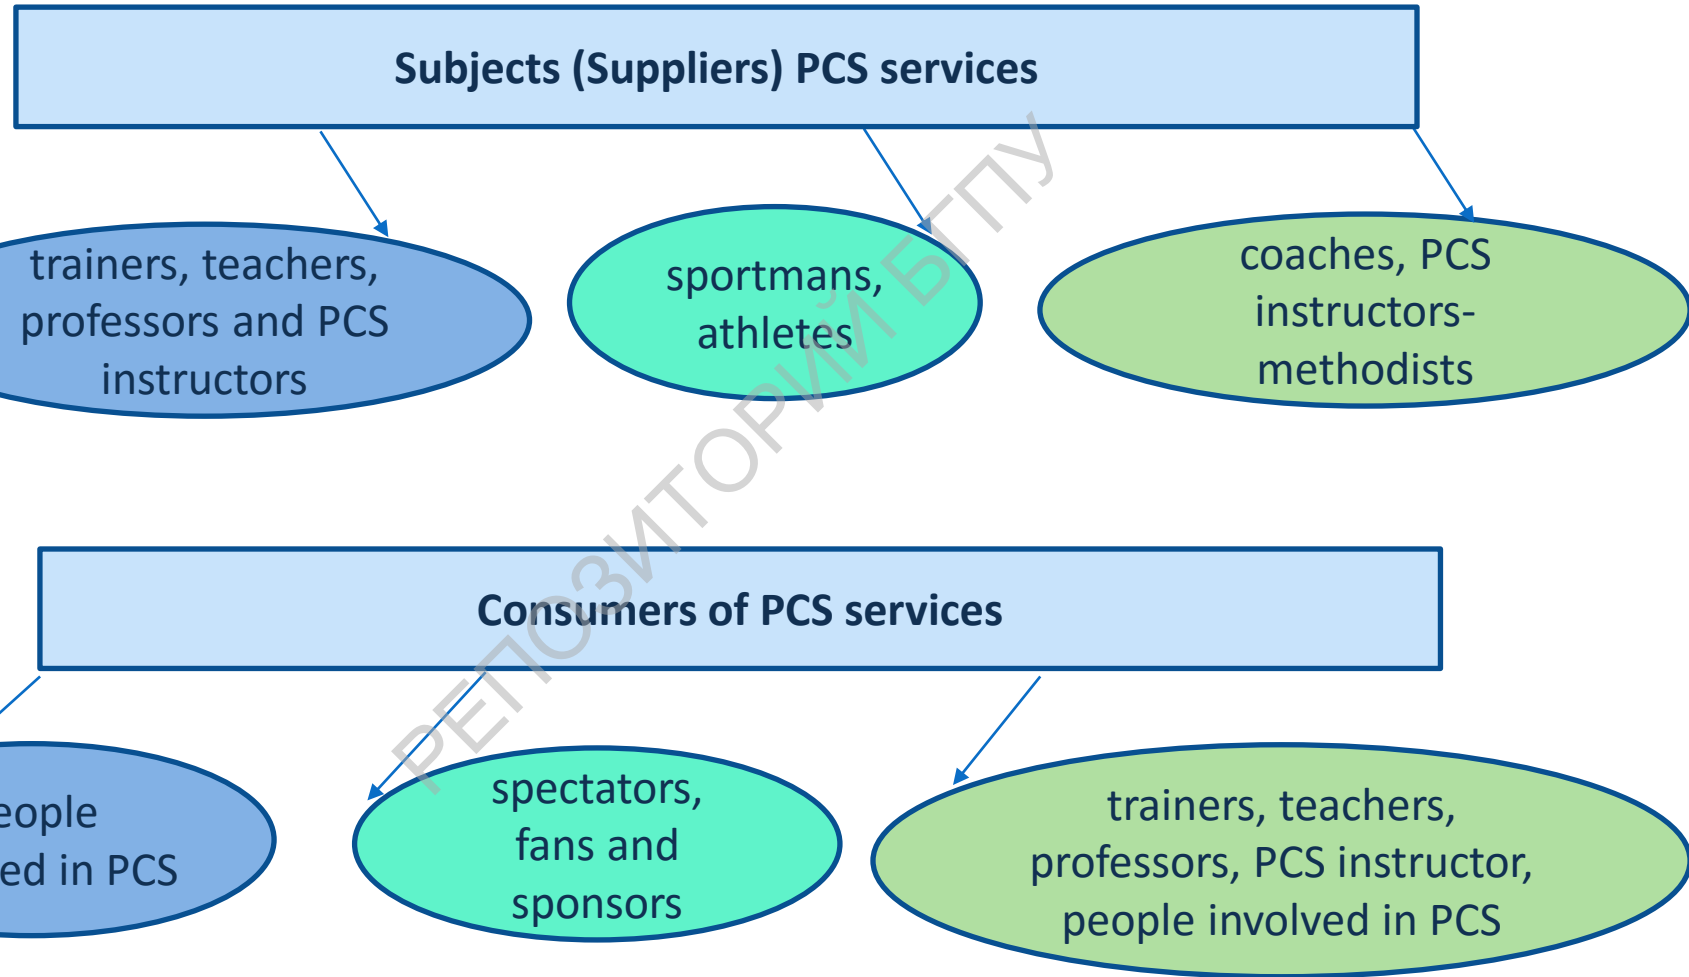 Subjects (Suppliers) PCS services
trainers, teachers,
professors and PCS
instructors
sportmans,
athletes
coaches, PCS
instructors-
methodists
Consumers of PCS services
eople
ed in PCS
spectators,
fans and
sponsors
trainers, teachers,
professors, PCS instructor,
people involved in PCS
РЕПОЗИТОРИЙ БГПУ